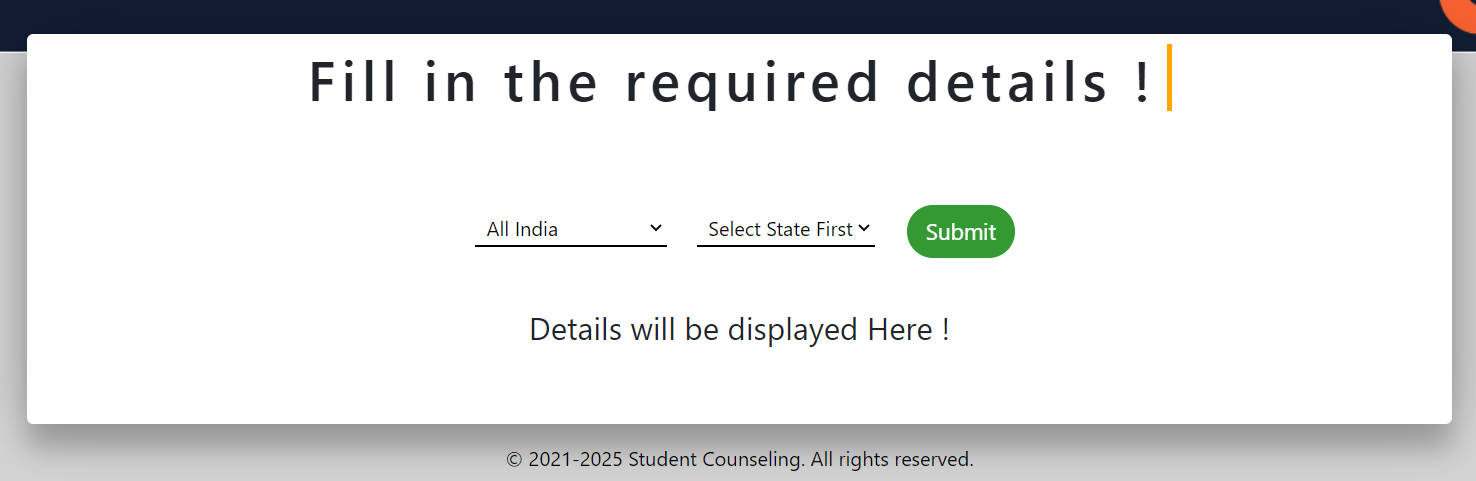 Fill in the required details !
All India Select State First Submit
Details will be displayed Here !
© 2021-2025 Student Counseling. All rights reserved.